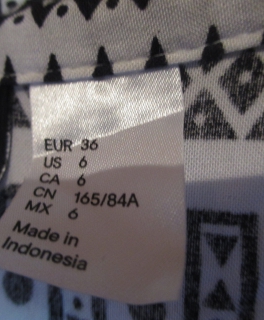 EUR 36
US 6
CA 6
CN 165/84A
MX 6
Made in
Indonesia